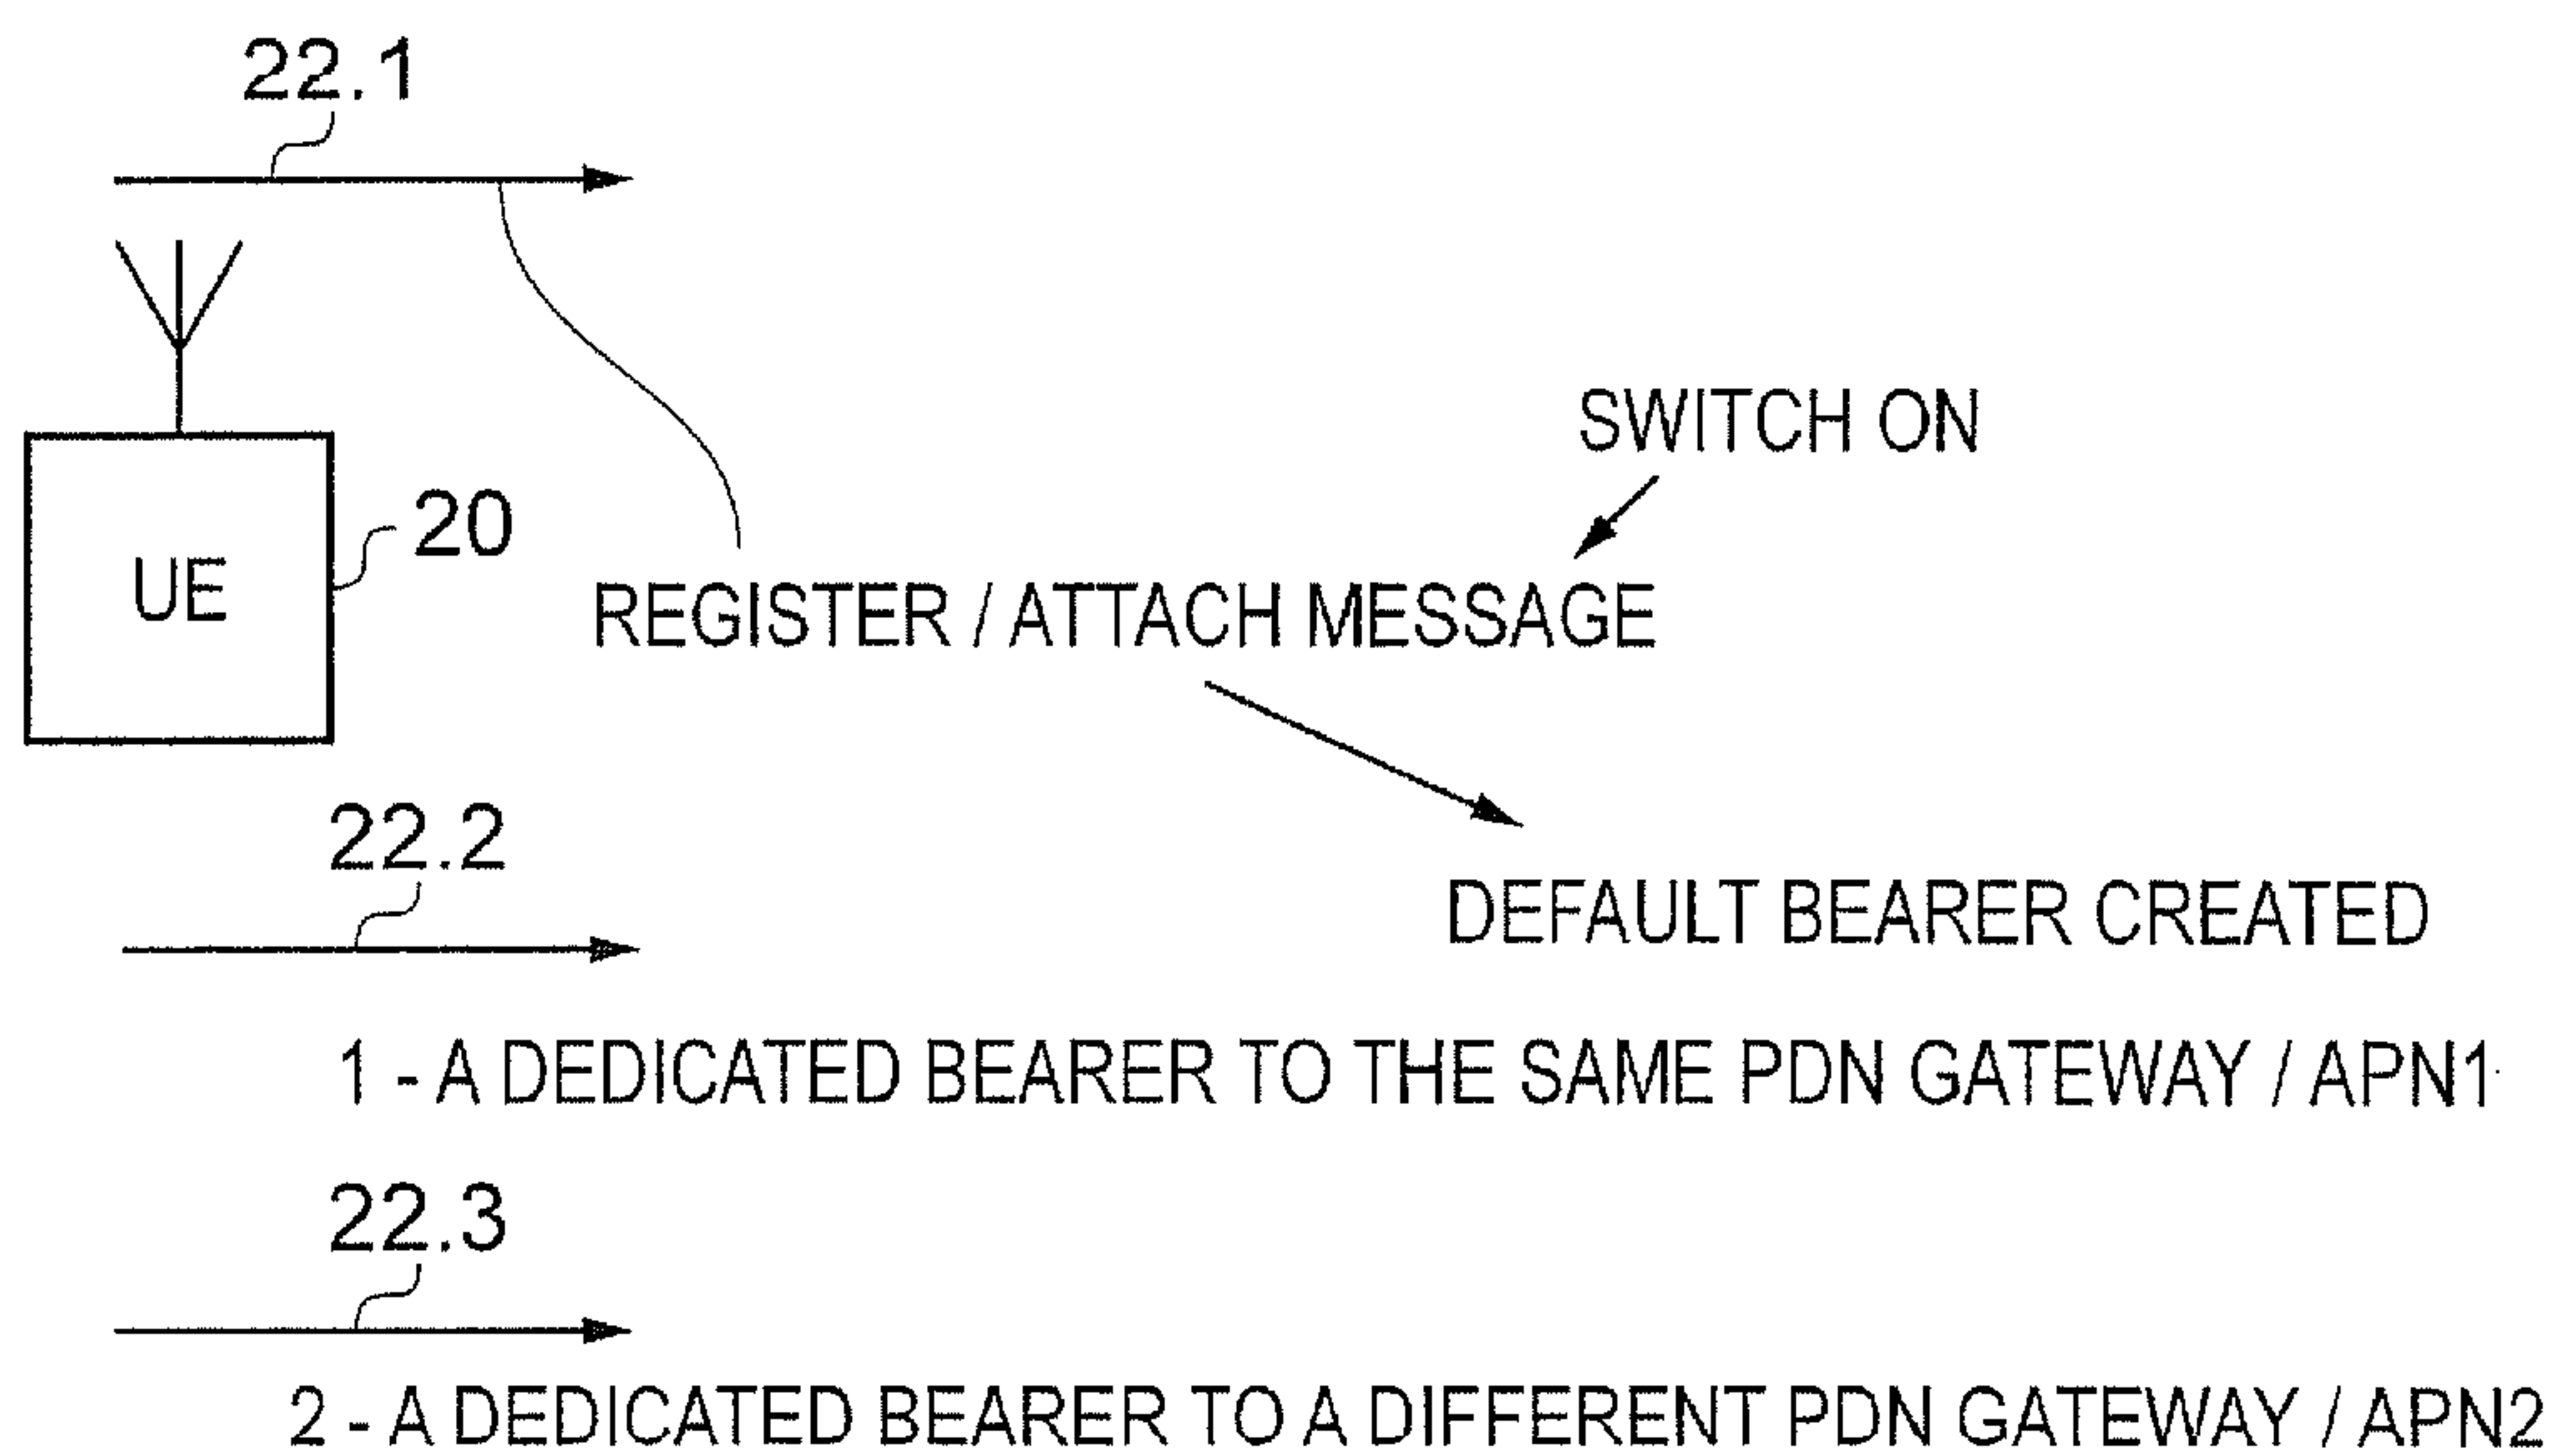 22.1
SWITCH ON
UE
20
REGISTER / ATTACH MESSAGE
22.2
DEFAULT BEARER CREATED
1 - A DEDICATED BEARER TO THE SAME PDN GATEWAY / APN1
22.3
2 - A DEDICATED BEARER TO A DIFFERENT PDN GATEWAY / APN2